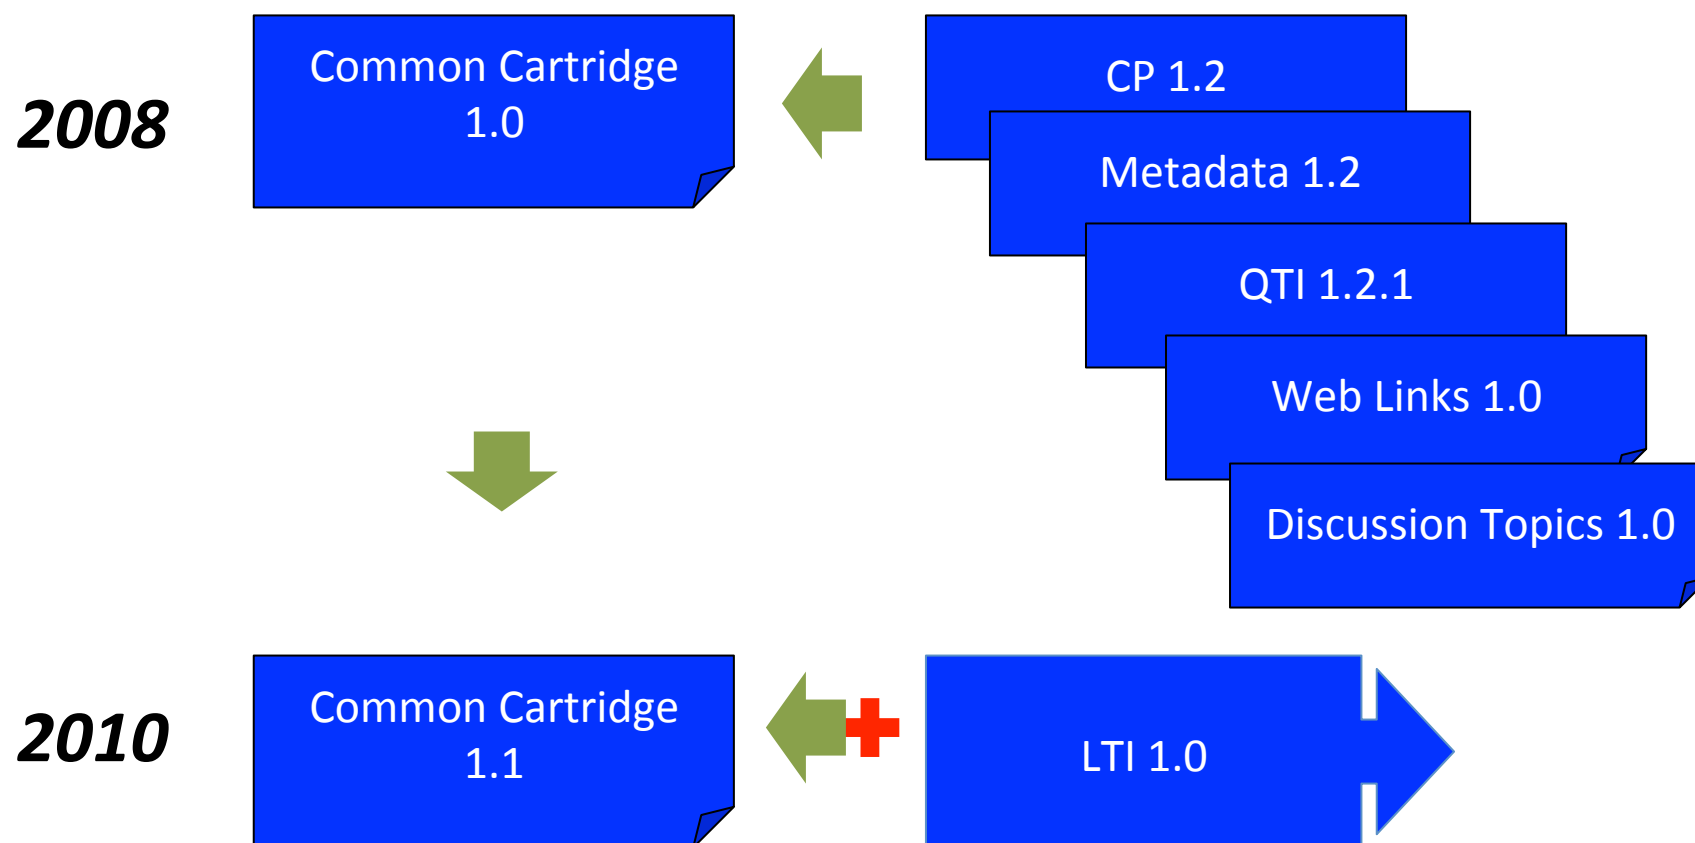 2008
Common Cartridge
1.0
CP 1.2
Metadata 1.2
QTI 1.2.1
Web Links 1.0
Discussion Topics 1.0
2010
Common Cartridge
1.1
LTI 1.0